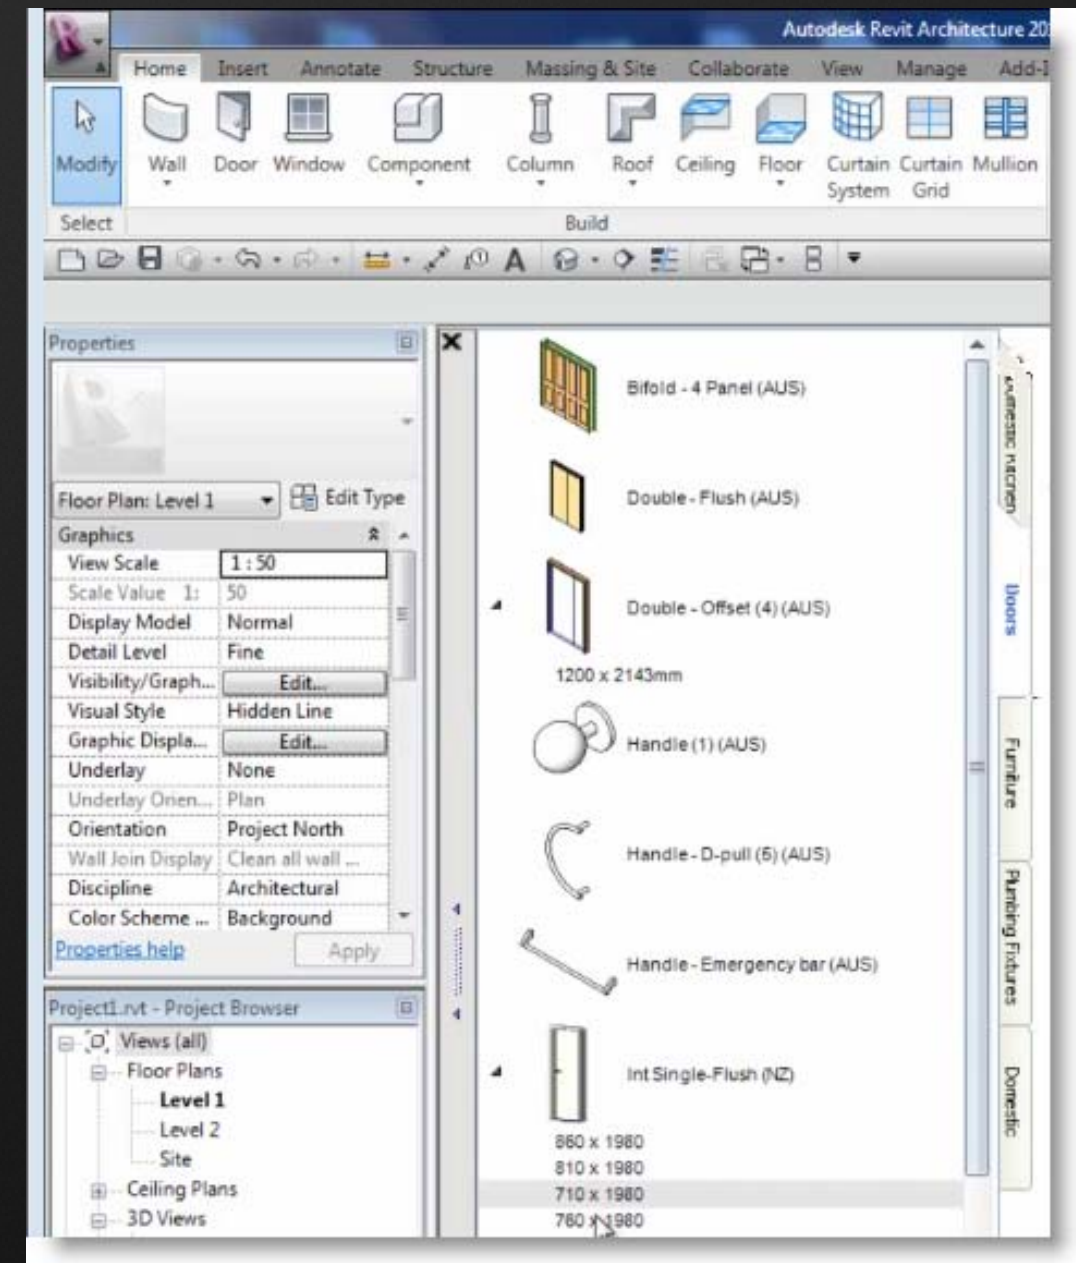 Autodesk Revit Architecture 20
Home Insert Annotate Structure Massing & Site Collaborate View Manage Add-I
Modify Wall Door Window Component Column Roof Ceiling Floor Curtain System Curtain Grid Mullion
Select Build
Properties
Floor Plan: Level 1 Edit Type
Graphics
View Scale 1 : 50
Scale Value 1: 50
Display Model Normal
Detail Level Fine
Visibility/Graph... Edit...
Visual Style Hidden Line
Graphic Displa... Edit...
Underlay None
Underlay Orien... Plan
Orientation Project North
Wall Join Display Clean all wall ...
Discipline Architectural
Color Scheme ... Background
Properties help Apply
Project1.rvt - Project Browser
Views (all)
Floor Plans
Level 1
Level 2
Site
Ceiling Plans
3D Views
Bifold - 4 Panel (AUS)
Double - Flush (AUS)
Double - Offset (4) (AUS)
1200 x 2143mm
Handle (1) (AUS)
Handle - D-pull (5) (AUS)
Handle - Emergency bar (AUS)
Int Single-Flush (NZ)
860 x 1980
810 x 1980
710 x 1980
760 x 1980
Domestic Kitchen
Doors
Furniture
Plumbing Fixtures
Domestic